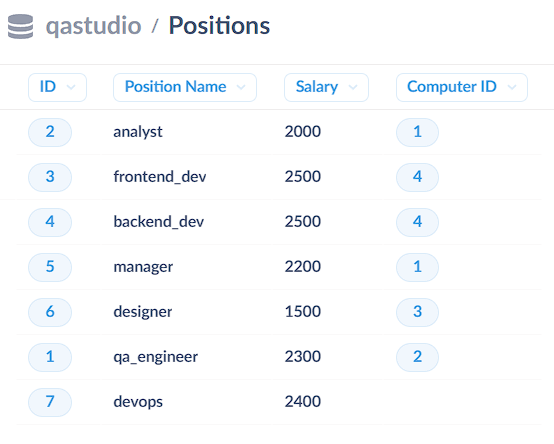 qastudio / Positions
ID Position Name Salary Computer ID
2 analyst 2000 1
3 frontend_dev 2500 4
4 backend_dev 2500 4
5 manager 2200 1
6 designer 1500 3
1 qa_engineer 2300 2
7 devops 2400